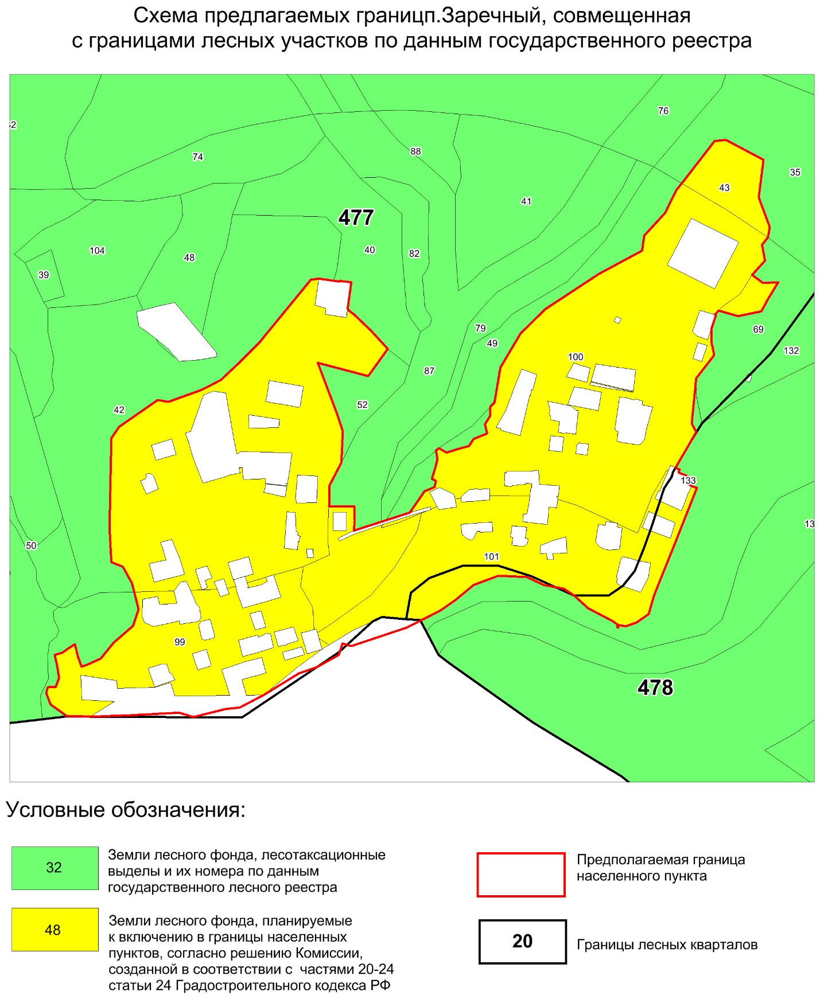 Схема предлагаемых границп.Заречный, совмещенная
с границами лесных участков по данным государственного реестра
76
88
74
35
43
41
477
104
48
40
82
39
79
49
69
100
132
87
52
42
133
50
13
101
99
478
Условные обозначения:
32
Земли лесного фонда, лесотаксационные
выделы и их номера по данным
государственного лесного реестра
48
Земли лесного фонда, планируемые
к включению в границы населенных
пунктов, согласно решению Комиссии,
созданной в соответствии с частями 20-24
статьи 24 Градостроительного кодекса РФ
Предполагаемая граница
населенного пункта
20
Границы лесных кварталов